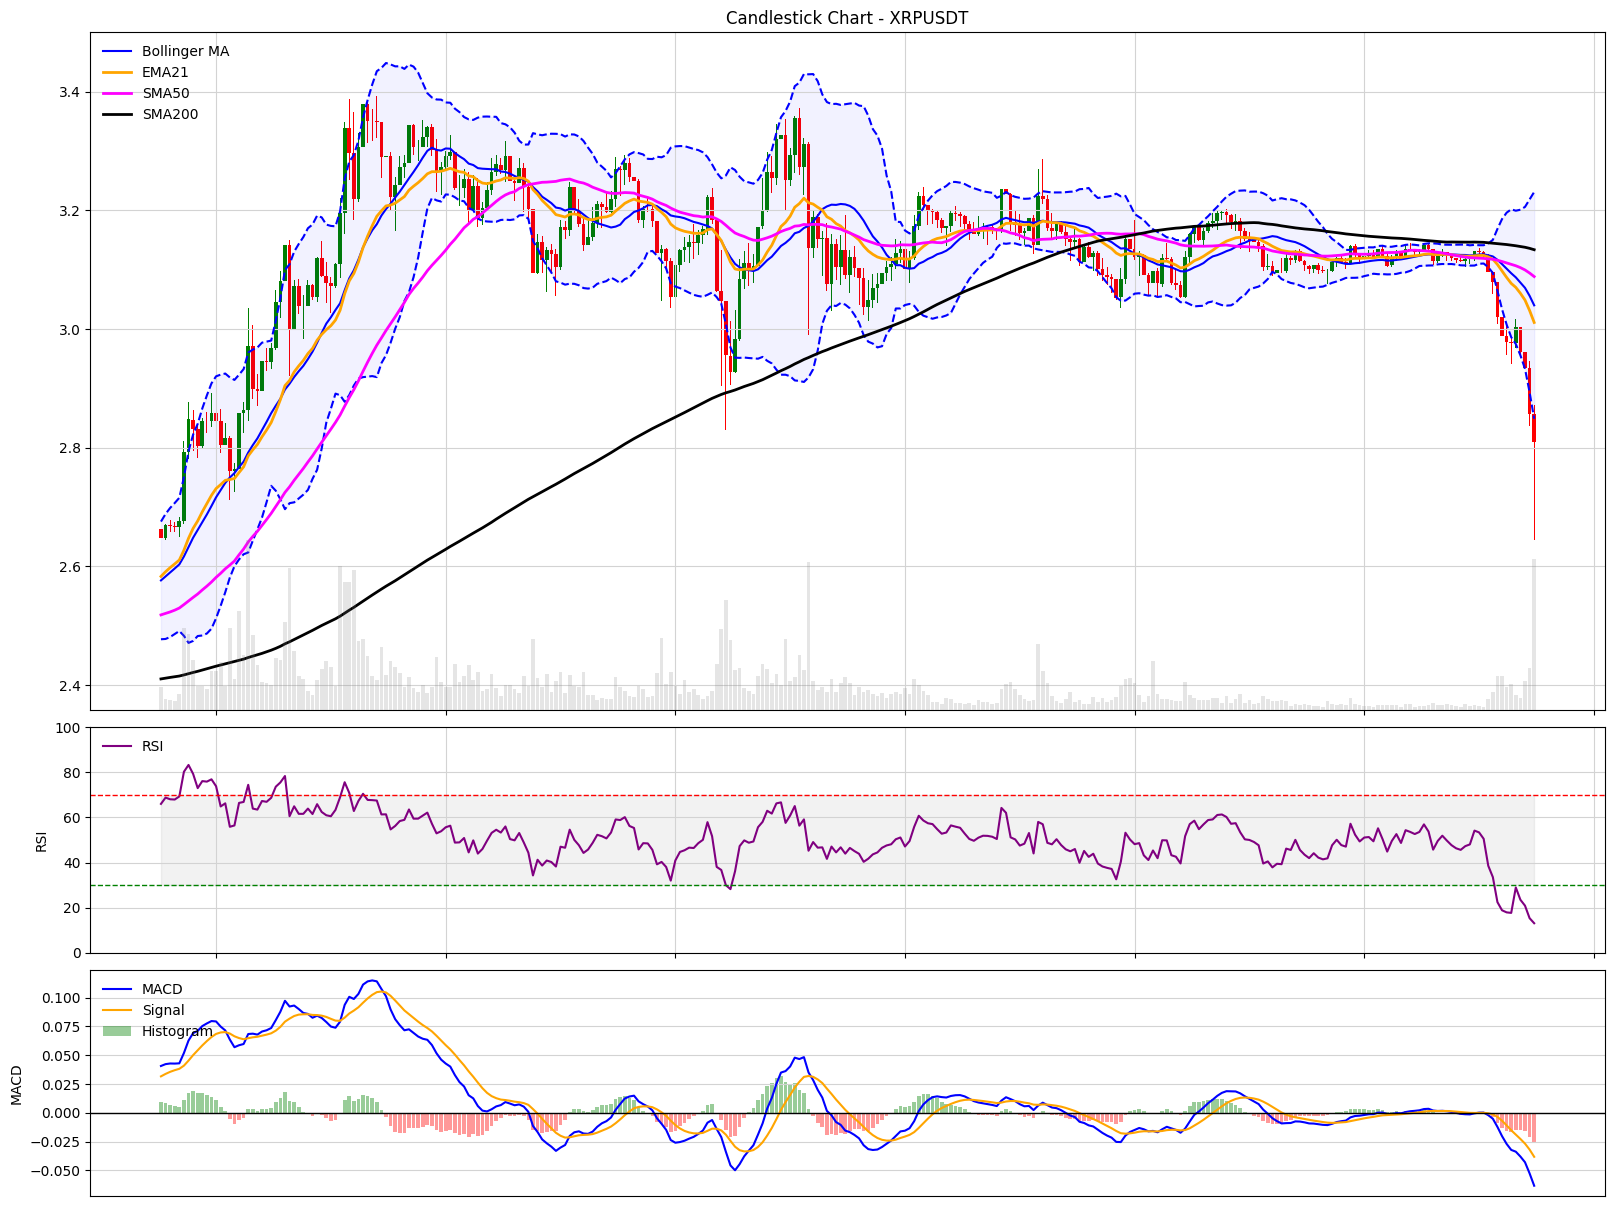 Candlestick Chart - XRPUSDT
Bollinger MA
EMA21
SMA50
SMA200
3.4
3.2
3.0
2.8
2.6
2.4
RSI
100
80
60
40
20
0
RSI
MACD
Signal
Histogram
0.100
0.075
0.050
0.025
0.000
−0.025
−0.050
MACD